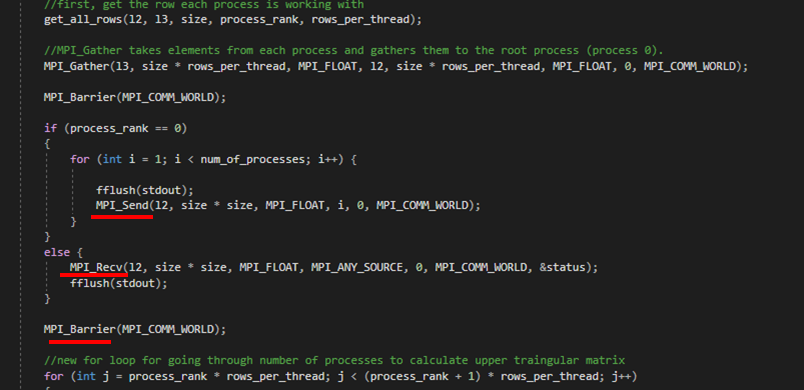 //first, get the row each process is working with
get_all_rows(l2, l3, size, process_rank, rows_per_thread);
//MPI_Gather takes elements from each process and gathers them to the root process (process 0).
MPI_Gather(l3, size * rows_per_thread, MPI_FLOAT, l2, size * rows_per_thread, MPI_FLOAT, 0, MPI_COMM_WORLD);
MPI_Barrier(MPI_COMM_WORLD);
if (process_rank == 0)
{
for (int i = 1; i < num_of_processes; i++) {
fflush(stdout);
MPI_Send(l2, size * size, MPI_FLOAT, i, 0, MPI_COMM_WORLD);
}
}
else {
MPI_Recv(l2, size * size, MPI_FLOAT, MPI_ANY_SOURCE, 0, MPI_COMM_WORLD, &status);
fflush(stdout);
}
MPI_Barrier(MPI_COMM_WORLD);
//new for loop for going through number of processes to calculate upper traingular matrix
for (int j = process_rank * rows_per_thread; j < (process_rank + 1) * rows_per_thread; j++)